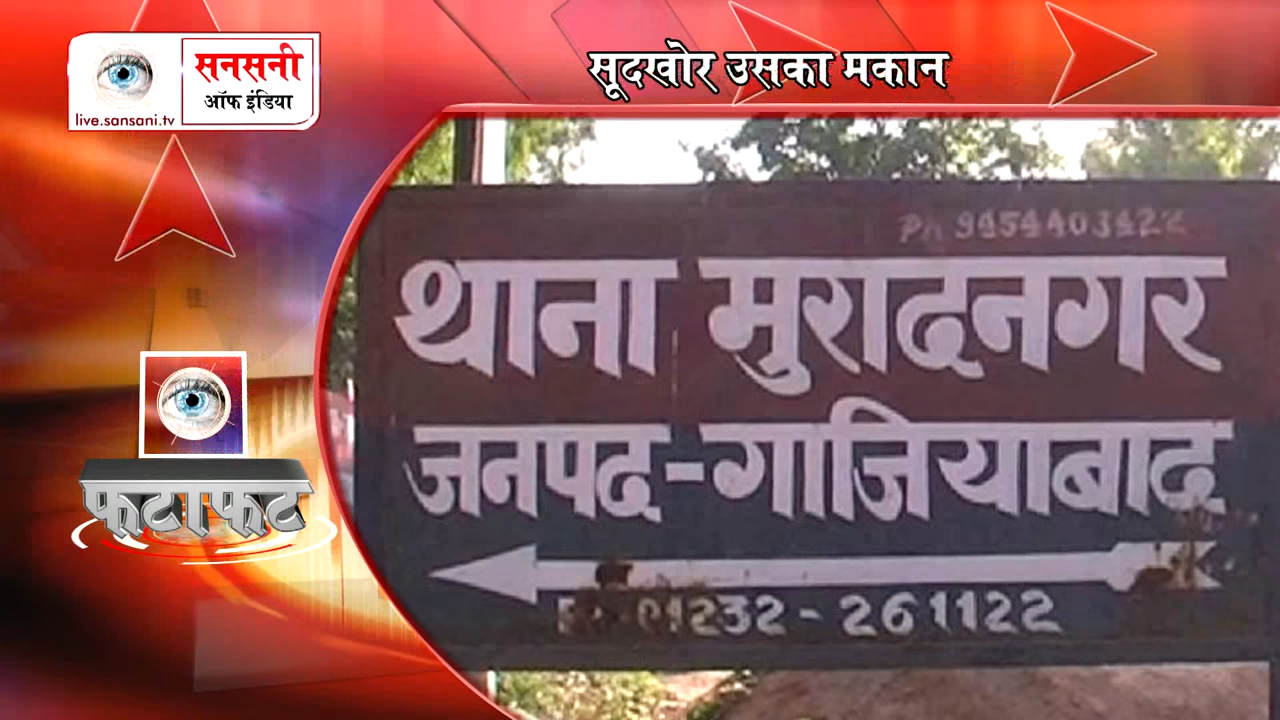 सनसनी
ऑफ इंडिया
live.sansani.tv
सूदखोर उसका मकान
Ph 9454403422
थाना मुरादनगर
जनपद-गाजियाबाद
01232-261122
फटाफट